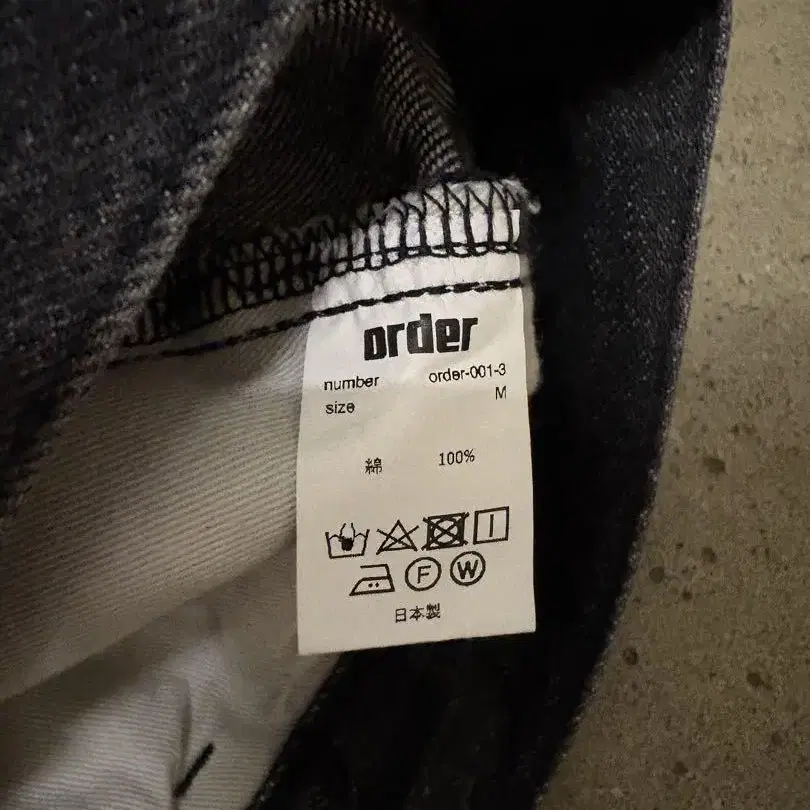 order
number order-001-3
size M
綿 100%
F W
日本製